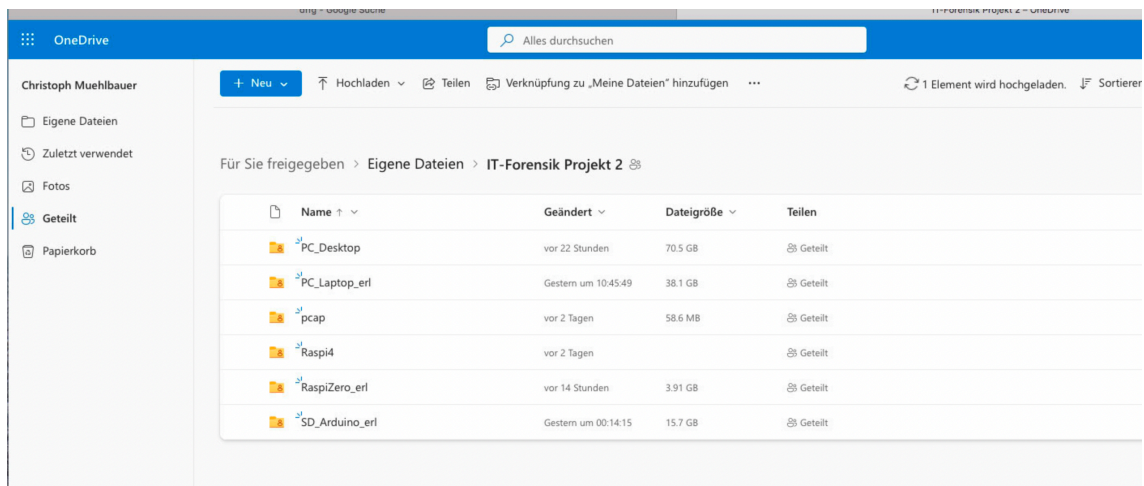 dmg - Google Suche
IT-Forensik Projekt 2 – OneDrive
OneDrive
Alles durchsuchen
Christoph Muehlbauer
+ Neu
Hochladen
Teilen
Verknüpfung zu „Meine Dateien“ hinzufügen
...
1 Element wird hochgeladen.
Sortieren
Eigene Dateien
Zuletzt verwendet
Fotos
Geteilt
Papierkorb
Für Sie freigegeben > Eigene Dateien > IT-Forensik Projekt 2
Name ↑ Geändert Dateigröße Teilen
PC_Desktop vor 22 Stunden 70.5 GB Geteilt
PC_Laptop_erl Gestern um 10:45:49 38.1 GB Geteilt
pcap vor 2 Tagen 58.6 MB Geteilt
Raspi4 vor 2 Tagen Geteilt
RaspiZero_erl vor 14 Stunden 3.91 GB Geteilt
SD_Arduino_erl Gestern um 00:14:15 15.7 GB Geteilt